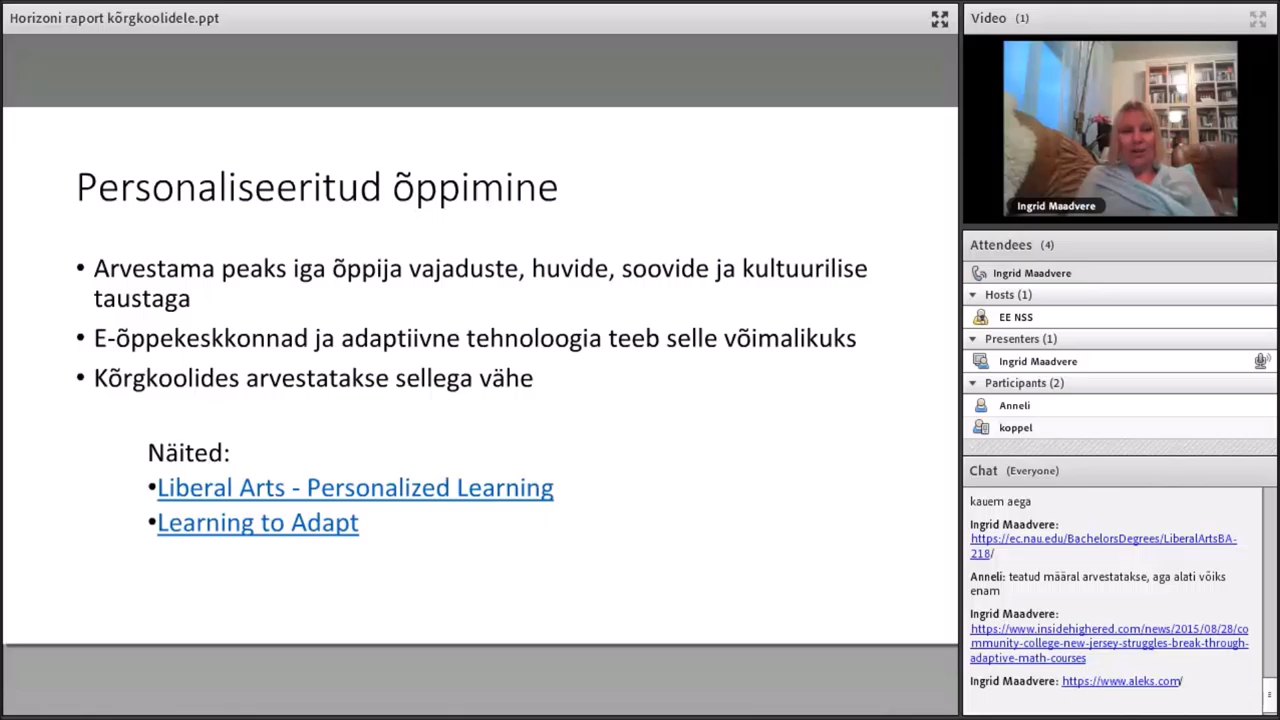 Horizoni raport kõrgkoolidele.ppt
Personaliseeritud õppimine
• Arvestama peaks iga õppija vajaduste, huvide, soovide ja kultuurilise
taustaga
• E-õppekeskkonnad ja adaptiivne tehnoloogia teeb selle võimalikuks
• Kõrgkoolides arvestatakse sellega vähe
Näited:
•Liberal Arts - Personalized Learning
•Learning to Adapt
Video (1)
Ingrid Maadvere
Attendees (4)
Ingrid Maadvere
Hosts (1)
EE NSS
Presenters (1)
Ingrid Maadvere
Participants (2)
Anneli
koppel
Chat (Everyone)
kauem aega
Ingrid Maadvere:
https://ec.nau.edu/BachelorsDegrees/LiberalArtsBA-
218/
Anneli: teatud määral arvestatakse, aga alati võiks
enam
Ingrid Maadvere:
https://www.insidehighered.com/news/2015/08/28/co
mmunity-college-new-jersey-struggles-break-through-
adaptive-math-courses
Ingrid Maadvere: https://www.aleks.com/